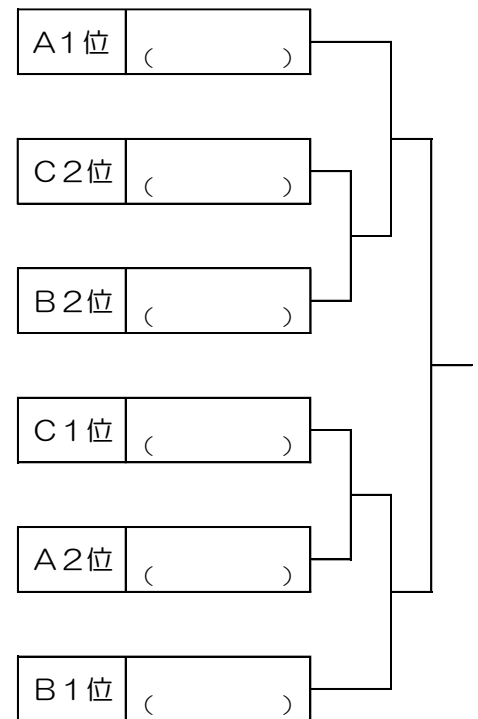 A1位 （ ）
C2位 （ ）
B2位 （ ）
C1位 （ ）
A2位 （ ）
B1位 （ ）